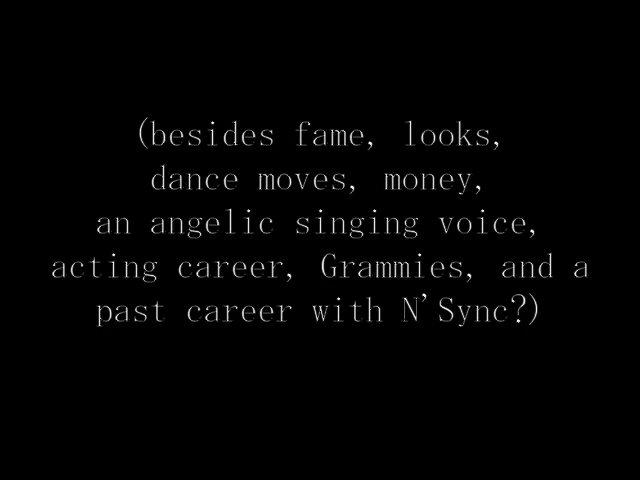 (besides fame, looks,
dance moves, money,
an angelic singing voice,
acting career, Grammies, and a
past career with N'Sync?)